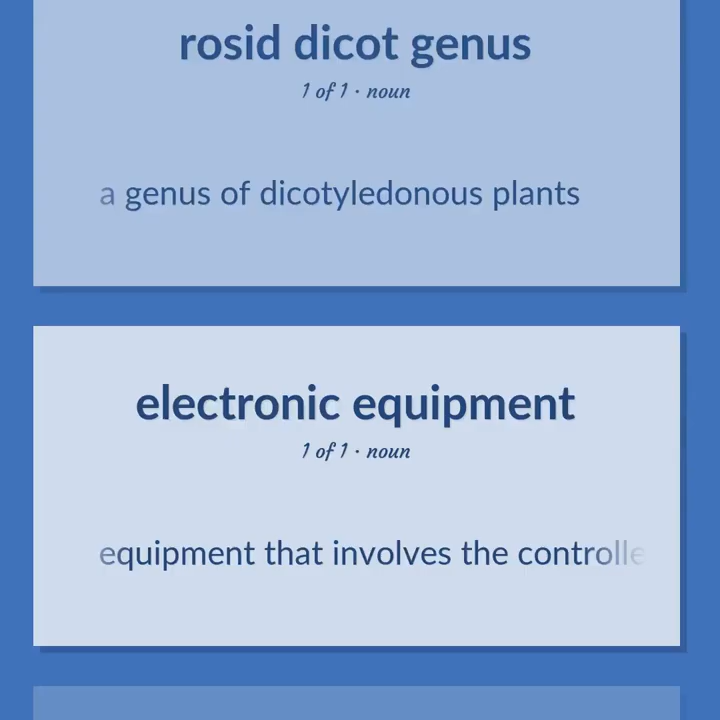 rosid dicot genus
1 of 1 · noun
a genus of dicotyledonous plants
electronic equipment
1 of 1 · noun
equipment that involves the controlle